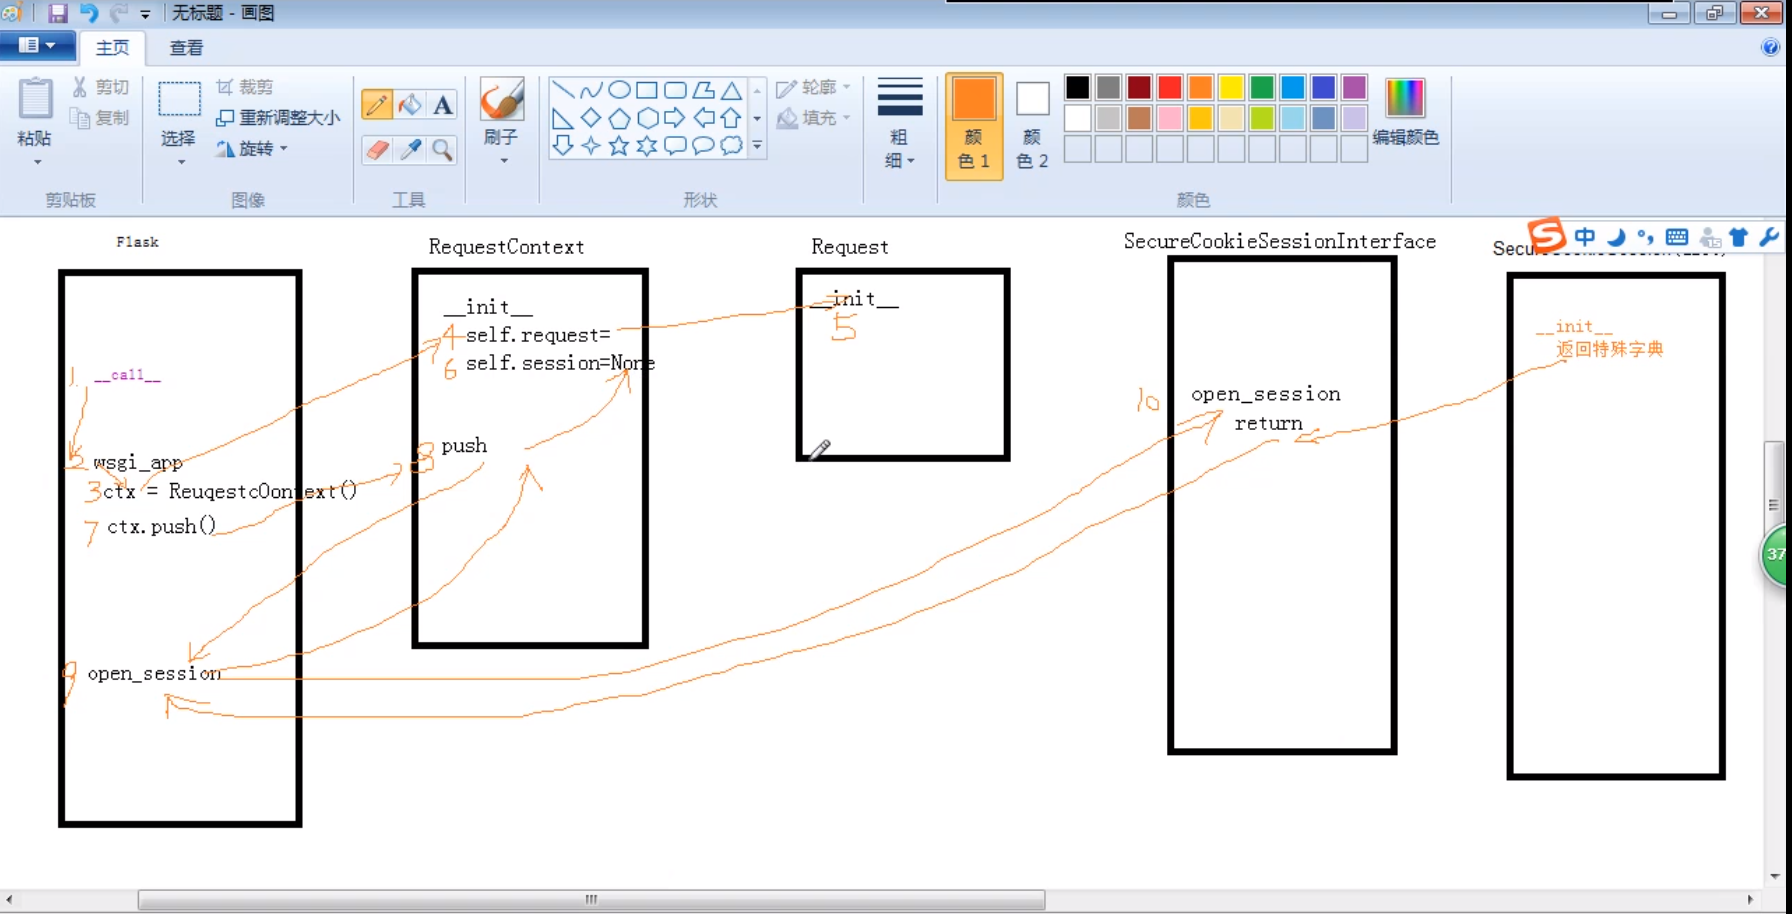 无标题 - 画图
主页
查看
粘贴
剪切
复制
剪贴板
选择
裁剪
重新调整大小
旋转
图像
A
工具
刷子
形状
轮廓
填充
粗
细
颜
色 1
颜
色 2
编辑颜色
颜色
中
15
37
Flask
1
__call__
2
wsgi_app
3
ctx = ReuqestcOontext()
7
ctx.push()
9
open_session
RequestContext
__init__
4
self.request=
6
self.session=None
8
push
Request
__init__
5
SecureCookieSessionInterface
10
open_session
return
__init__
返回特殊字典